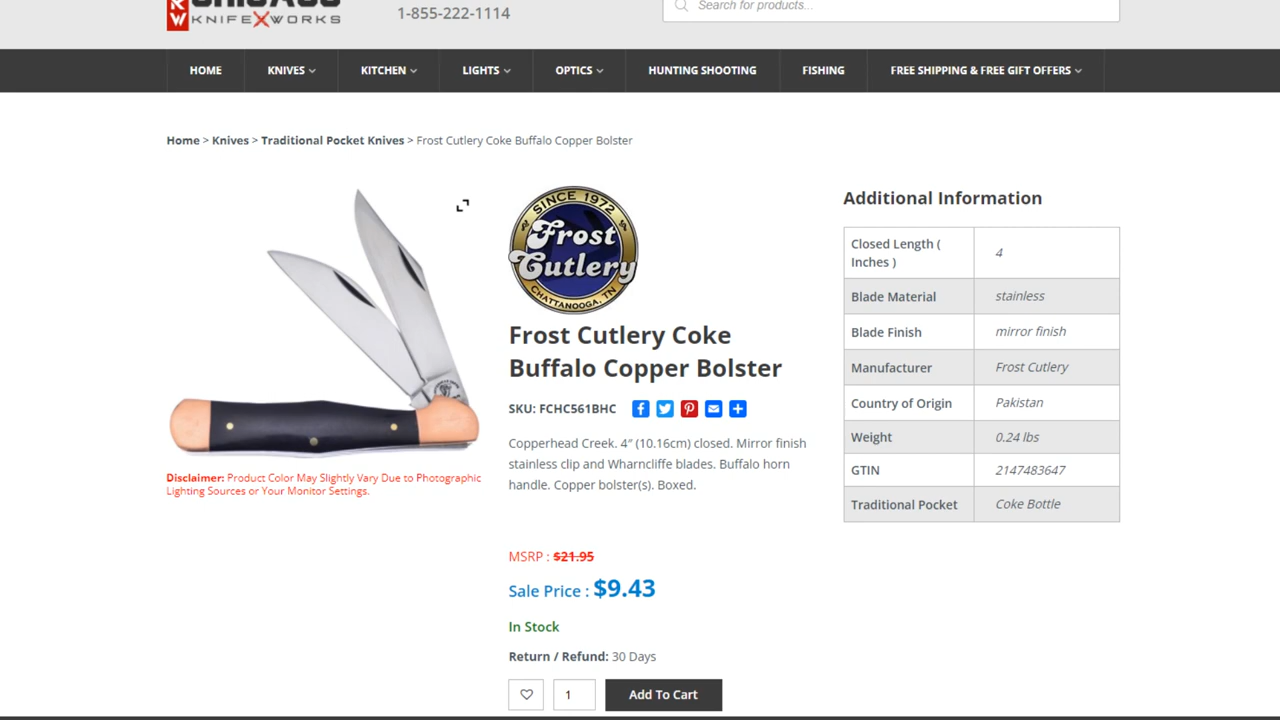 KNIFEXWORKS
1-855-222-1114
Search for products...
HOME
KNIVES
KITCHEN
LIGHTS
OPTICS
HUNTING SHOOTING
FISHING
FREE SHIPPING & FREE GIFT OFFERS
Home > Knives > Traditional Pocket Knives > Frost Cutlery Coke Buffalo Copper Bolster
Disclaimer: Product Color May Slightly Vary Due to Photographic
Lighting Sources or Your Monitor Settings.
SINCE 1972
Frost
Cutlery
CHATTANOOGA, TN
Frost Cutlery Coke
Buffalo Copper Bolster
SKU: FCHC561BHC
Copperhead Creek. 4″ (10.16cm) closed. Mirror finish
stainless clip and Wharncliffe blades. Buffalo horn
handle. Copper bolster(s). Boxed.
MSRP : $21.95
Sale Price : $9.43
In Stock
Return / Refund: 30 Days
1
Add To Cart
Additional Information
Closed Length (
Inches )
4
Blade Material stainless
Blade Finish mirror finish
Manufacturer Frost Cutlery
Country of Origin Pakistan
Weight 0.24 lbs
GTIN 2147483647
Traditional Pocket Coke Bottle